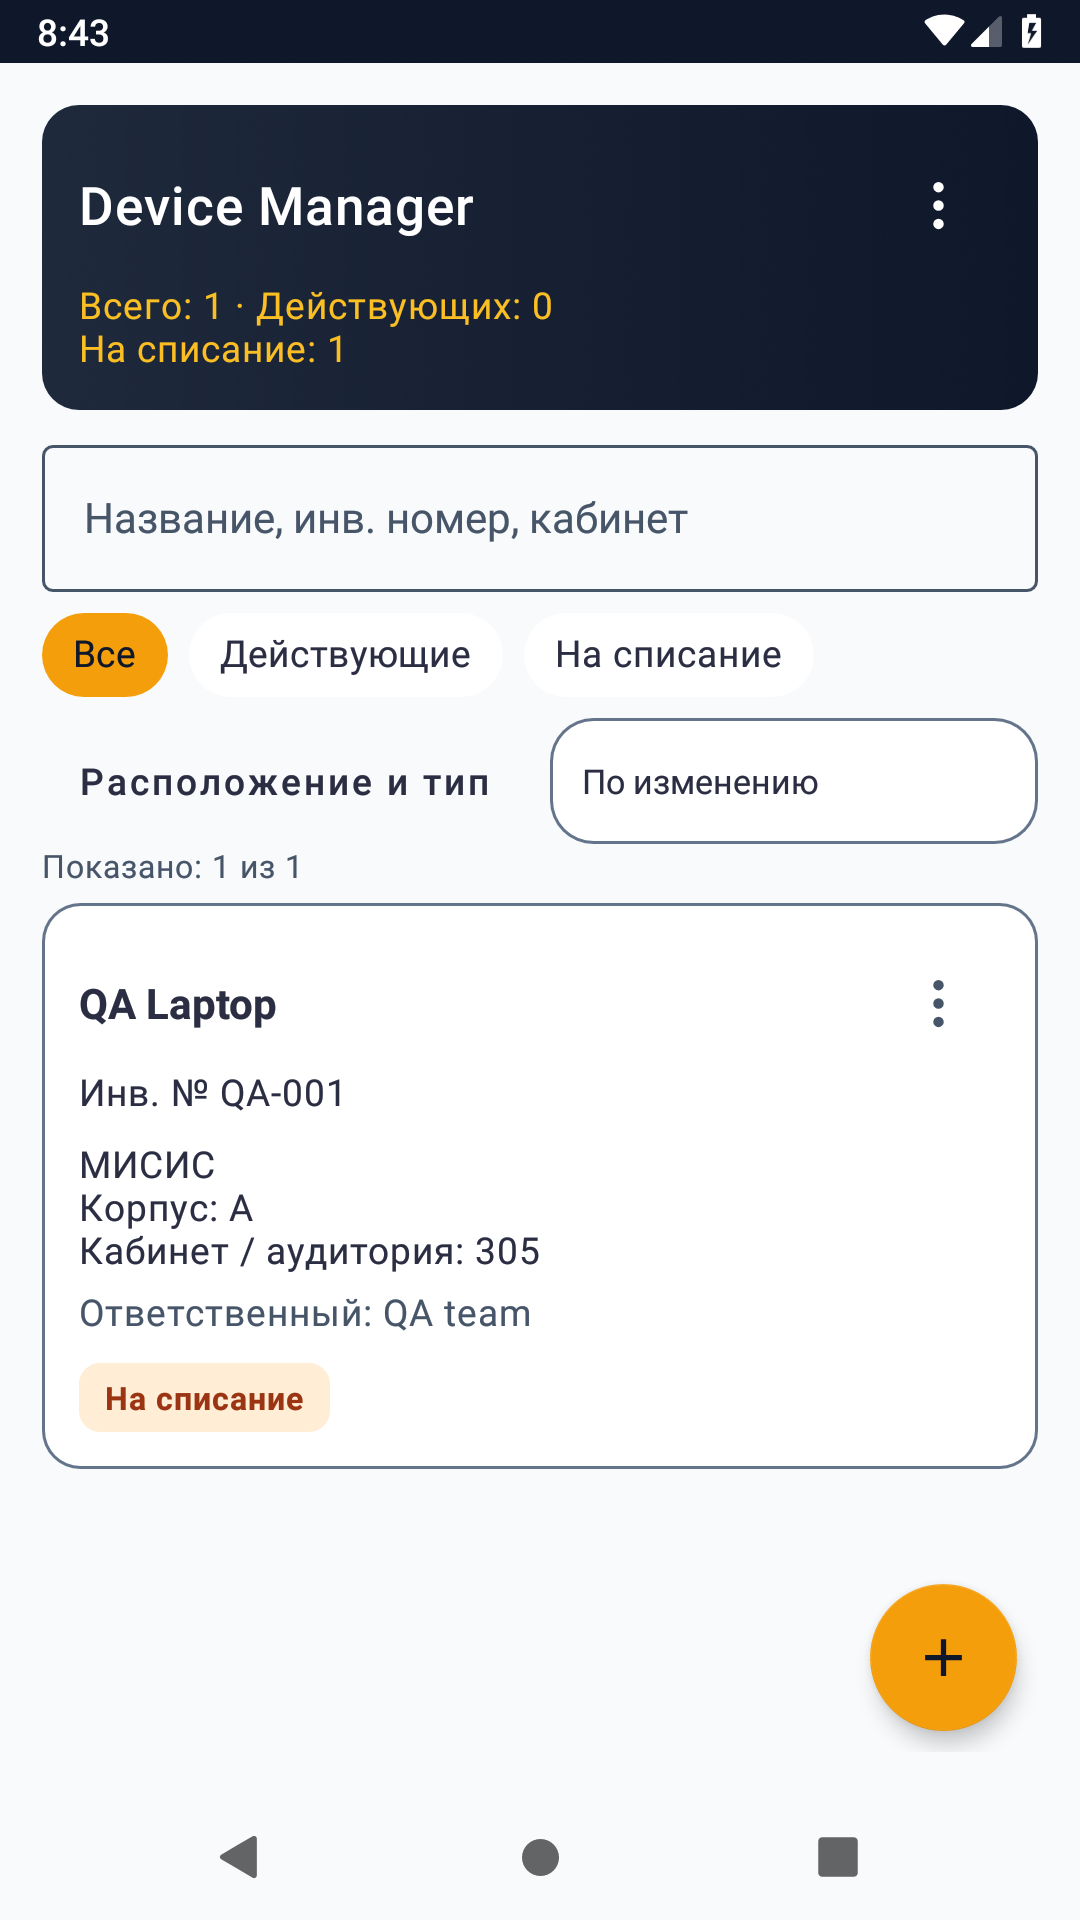 8:43
Device Manager
Всего: 1 · Действующих: 0
На списание: 1
Название, инв. номер, кабинет
Все
Действующие
На списание
Расположение и тип
По изменению
Показано: 1 из 1
QA Laptop
Инв. № QA-001
МИСИС
Корпус: А
Кабинет / аудитория: 305
Ответственный: QA team
На списание
+